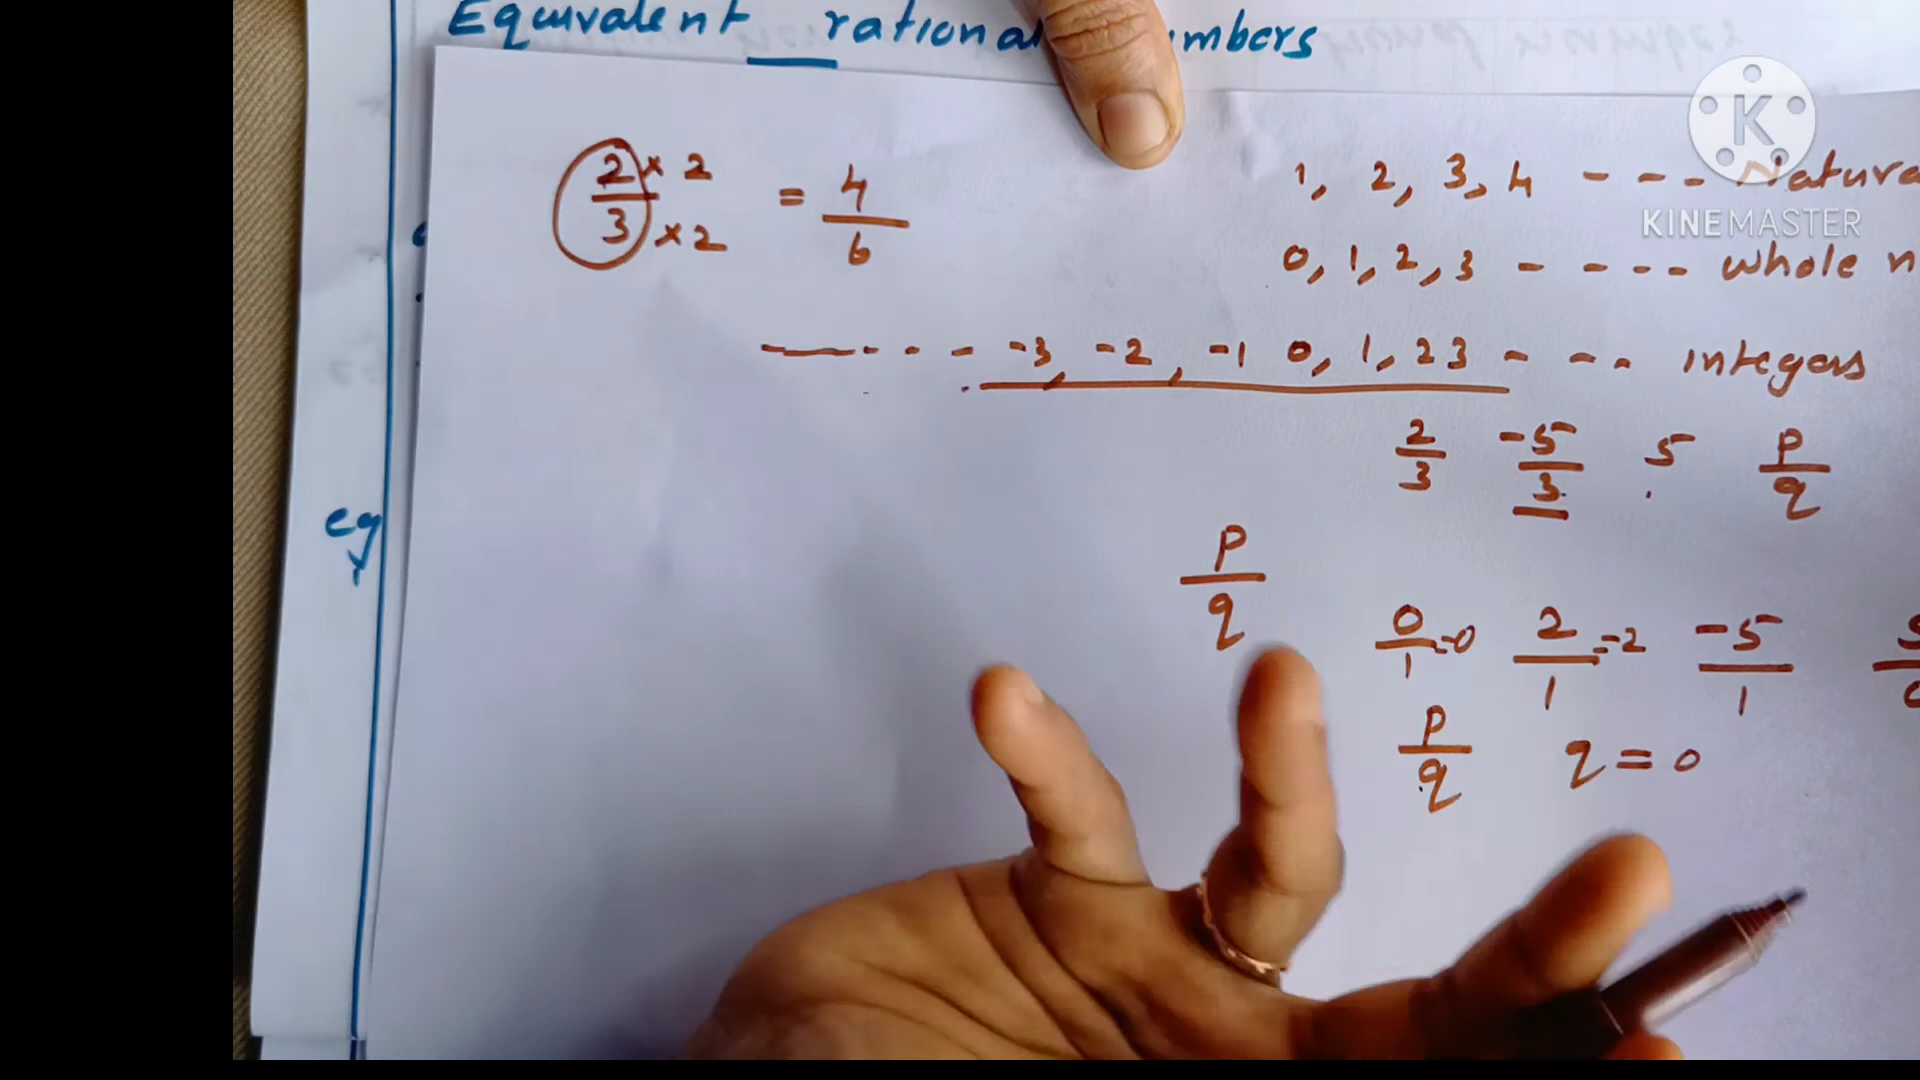 Equivalent rational mbers
2/3 × 2 × 2 = 4/6
1, 2, 3, 4 - - - Natura
KINEMASTER
0, 1, 2, 3 - - - - whole n
- - - - -3, -2, -1 0, 1, 2 3 - - - integers
2/3 -5/3 5 p/q
eg
p/q
0/1=0 2/1=2 -5/1
p/q q=0